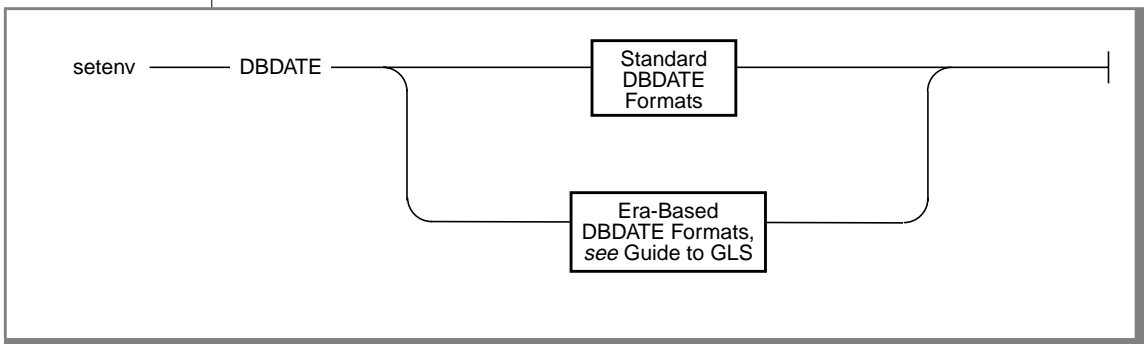 setenv DBDATE
Standard
DBDATE
Formats
Era-Based
DBDATE Formats,
see Guide to GLS